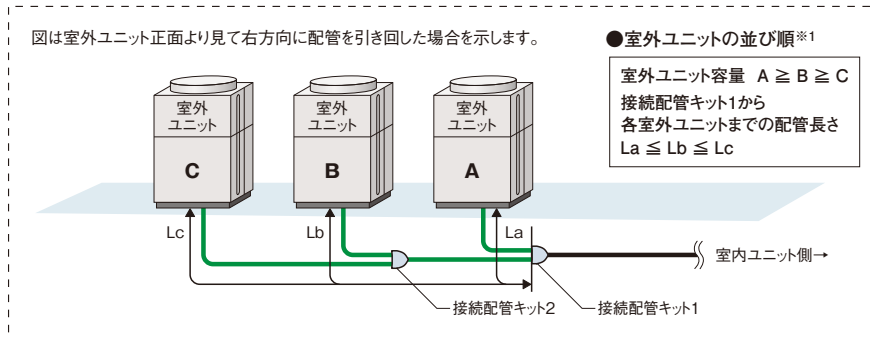 図は室外ユニット正面より見て右方向に配管を引き回した場合を示します。
●室外ユニットの並び順※1
室外ユニット容量 A ≧ B ≧ C
接続配管キット1から
各室外ユニットまでの配管長さ
La ≦ Lb ≦ Lc
室外
ユニット
C
室外
ユニット
B
室外
ユニット
A
Lc
Lb
La
室内ユニット側→
接続配管キット2
接続配管キット1